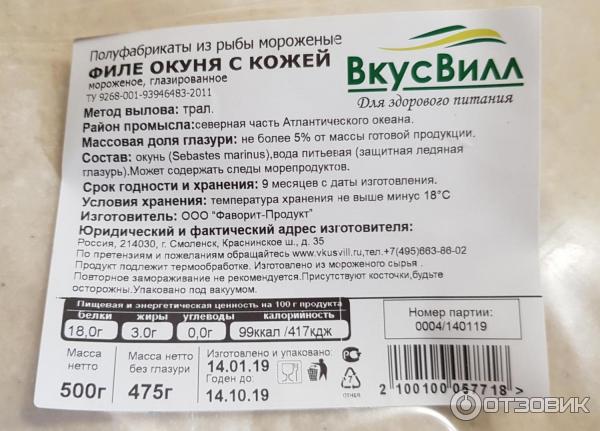 Полуфабрикаты из рыбы мороженые
ФИЛЕ ОКУНЯ С КОЖЕЙ
мороженое, глазированное
ТУ 9268-001-93946483-2011
ВкусВилл
Для здорового питания
Метод вылова: трал.
Район промысла:северная часть Атлантического океана.
Массовая доля глазури: не более 5% от массы готовой продукции.
Состав: окунь (Sebastes marinus),вода питьевая (защитная ледяная
глазурь).Может содержать следы морепродуктов.
Срок годности и хранения: 9 месяцев с даты изготовления.
Условия хранения: температура хранения не выше минус 18°C
Изготовитель: ООО "Фаворит-Продукт"
Юридический и фактический адрес изготовителя:
Россия, 214030, г. Смоленск, Краснинское ш., д. 35
По претензиям и пожеланиям обращайтесь www.vkusvill.ru,тел.+7(495)663-86-02
Продукт подлежит термообработке. Изготовлено из мороженого сырья .
Повторное замораживание не рекомендуется.Присутствуют косточки,будьте
осторожны.Упаковано под вакуумом.
Пищевая и энергетическая ценность на 100 г продукта
белки жиры углеводы калорийность
18,0г 3.0г 0,0г 99ккал /417кдж
Номер партии:
0004/140119
Масса нетто 500г
Масса нетто без глазури 475г
Изготовлено и упаковано:
14.01.19
Годен до:
14.10.19
РС
OTHER
2 100100 057718 >
ОТЗОВИК